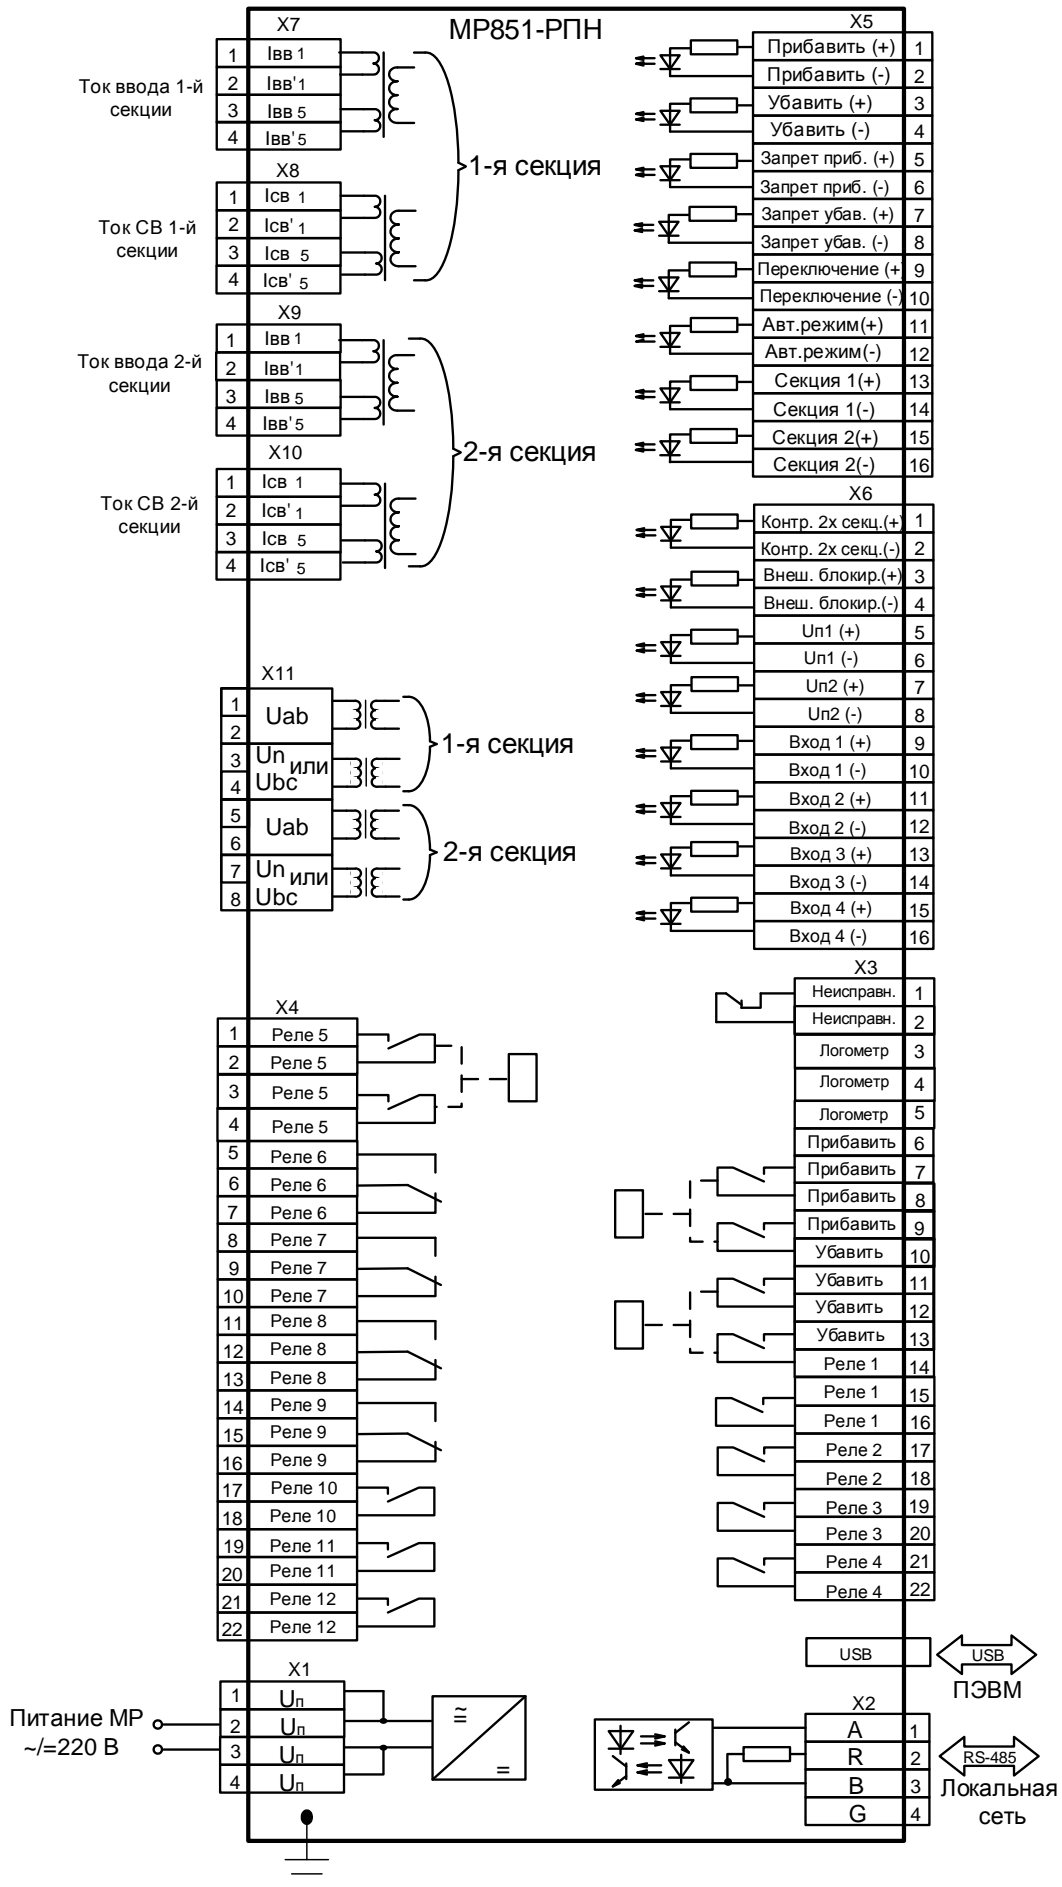 МР851-РПН
X7
1 Iвв 1
2 Iвв'1
3 Iвв 5
4 Iвв'5
Ток ввода 1-й
секции
X8
1 Iсв 1
2 Iсв' 1
3 Iсв 5
4 Iсв' 5
Ток СВ 1-й
секции
1-я секция
X9
1 Iвв 1
2 Iвв'1
3 Iвв 5
4 Iвв'5
Ток ввода 2-й
секции
X10
1 Iсв 1
2 Iсв' 1
3 Iсв 5
4 Iсв' 5
Ток СВ 2-й
секции
2-я секция
X11
1
2
Uab
3
4
Un или
Ubc
1-я секция
5
6
Uab
7
8
Un или
Ubc
2-я секция
X4
1 Реле 5
2 Реле 5
3 Реле 5
4 Реле 5
5 Реле 6
6 Реле 6
7 Реле 6
8 Реле 7
9 Реле 7
10 Реле 7
11 Реле 8
12 Реле 8
13 Реле 8
14 Реле 9
15 Реле 9
16 Реле 9
17 Реле 10
18 Реле 10
19 Реле 11
20 Реле 11
21 Реле 12
22 Реле 12
X1
1 Uп
2 Uп
3 Uп
4 Uп
Питание МР
~/=220 В
≂
=
X5
Прибавить (+) 1
Прибавить (-) 2
Убавить (+) 3
Убавить (-) 4
Запрет приб. (+) 5
Запрет приб. (-) 6
Запрет убав. (+) 7
Запрет убав. (-) 8
Переключение (+ 9
Переключение (-) 10
Авт.режим(+) 11
Авт.режим(-) 12
Секция 1(+) 13
Секция 1(-) 14
Секция 2(+) 15
Секция 2(-) 16
X6
Контр. 2х секц.(+) 1
Контр. 2х секц.(-) 2
Внеш. блокир.(+) 3
Внеш. блокир.(-) 4
Uп1 (+) 5
Uп1 (-) 6
Uп2 (+) 7
Uп2 (-) 8
Вход 1 (+) 9
Вход 1 (-) 10
Вход 2 (+) 11
Вход 2 (-) 12
Вход 3 (+) 13
Вход 3 (-) 14
Вход 4 (+) 15
Вход 4 (-) 16
X3
Неисправн. 1
Неисправн. 2
Логометр 3
Логометр 4
Логометр 5
Прибавить 6
Прибавить 7
Прибавить 8
Прибавить 9
Убавить 10
Убавить 11
Убавить 12
Убавить 13
Реле 1 14
Реле 1 15
Реле 1 16
Реле 2 17
Реле 2 18
Реле 3 19
Реле 3 20
Реле 4 21
Реле 4 22
USB
USB
ПЭВМ
X2
A 1
R 2
B 3
G 4
RS-485
Локальная
сеть